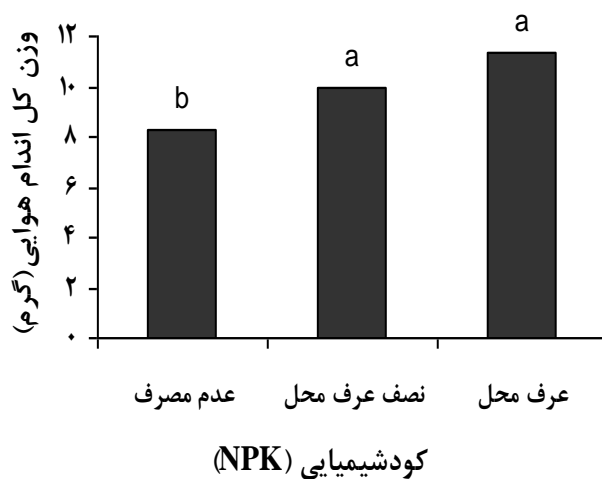 وزن کل اندام هوایی(گرم)
۱۲
۱۰
۸
۶
۴
۲
۰
b
a
a
عدم مصرف
نصف عرف محل
عرف محل
کودشیمیایی (NPK)